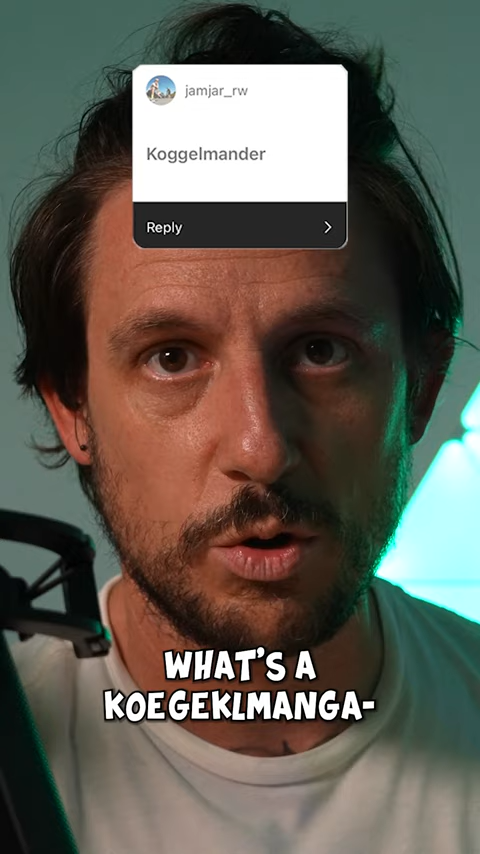 jamjar_rw
Koggelmander
Reply
WHAT'S A
KOEGEKLMANGA-